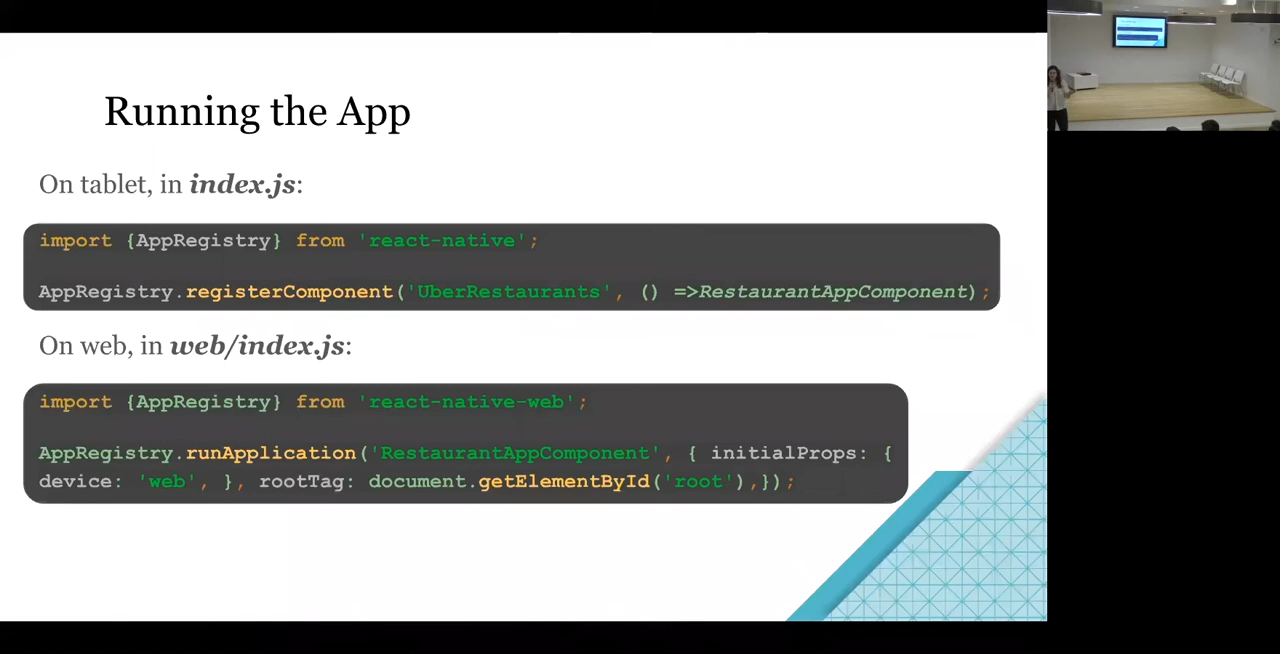 Running the App
On tablet, in index.js:
import {AppRegistry} from 'react-native';
AppRegistry.registerComponent('UberRestaurants', () =>RestaurantAppComponent);
On web, in web/index.js:
import {AppRegistry} from 'react-native-web';
AppRegistry.runApplication('RestaurantAppComponent', { initialProps: {
device: 'web', }, rootTag: document.getElementById('root'),});